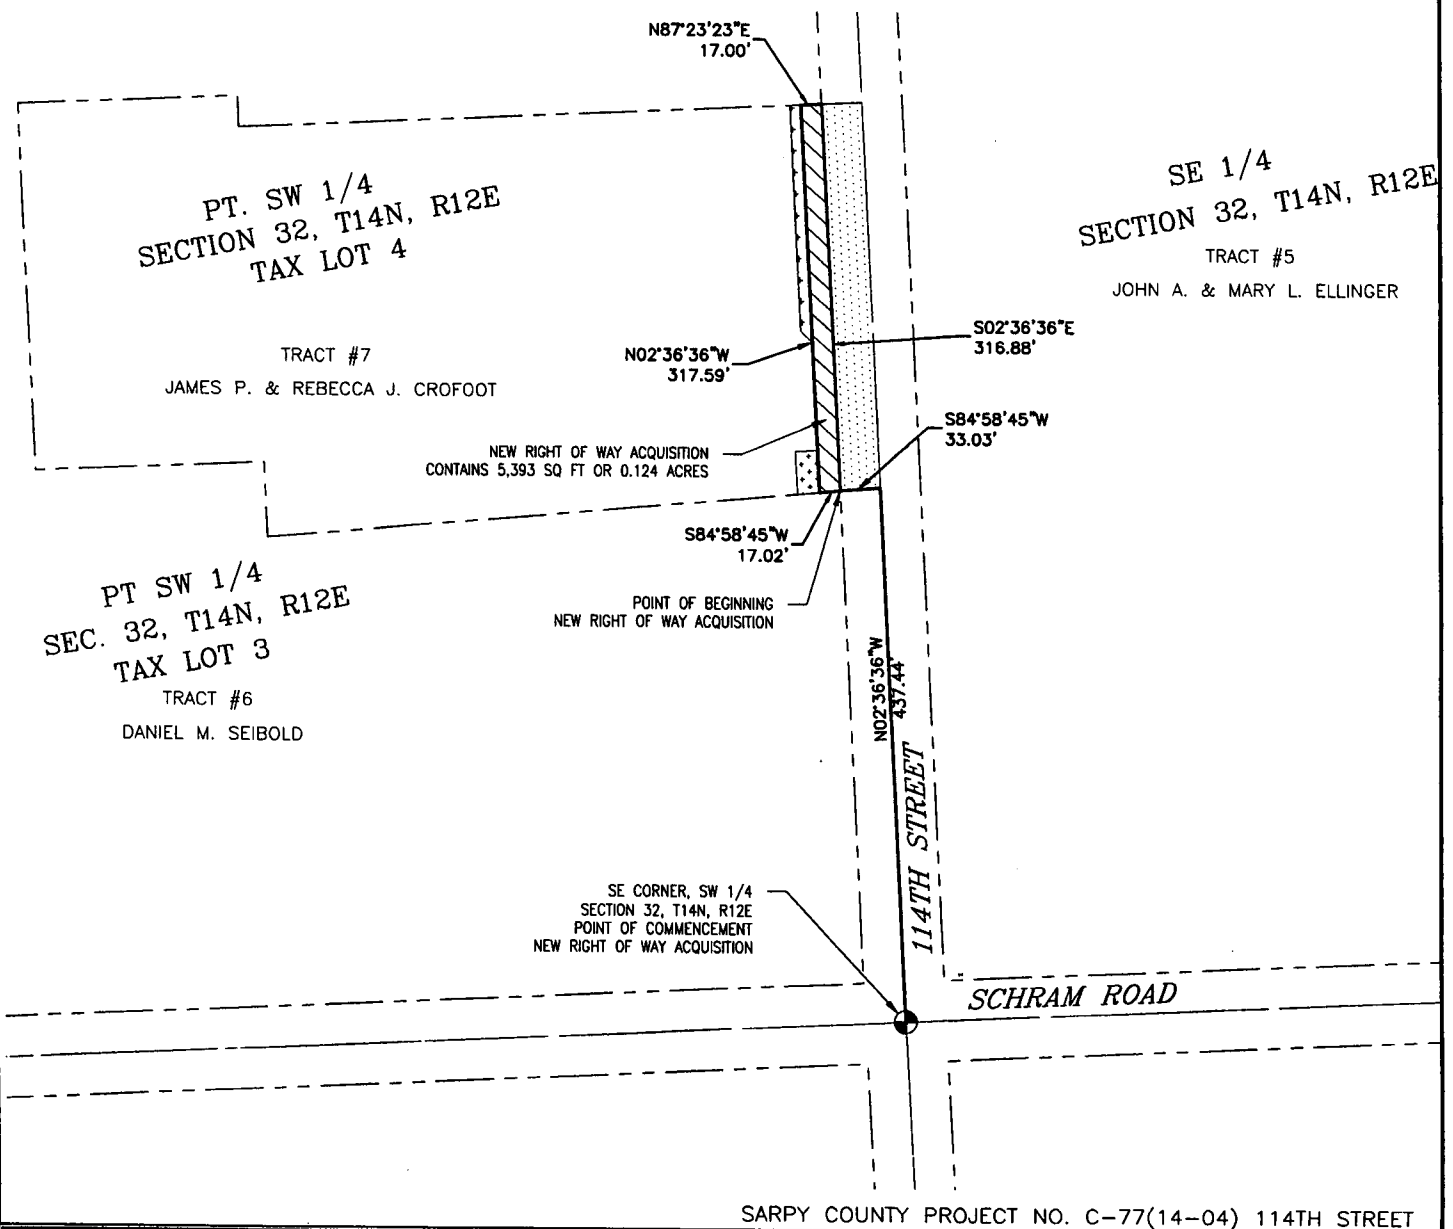 N87°23'23"E
17.00'
PT. SW 1/4
SECTION 32, T14N, R12E
TAX LOT 4
SE 1/4
SECTION 32, T14N, R12E
TRACT #5
JOHN A. & MARY L. ELLINGER
TRACT #7
JAMES P. & REBECCA J. CROFOOT
N02°36'36"W
317.59'
S02°36'36"E
316.88'
S84°58'45"W
33.03'
NEW RIGHT OF WAY ACQUISITION
CONTAINS 5,393 SQ FT OR 0.124 ACRES
S84°58'45"W
17.02'
PT SW 1/4
SEC. 32, T14N, R12E
TAX LOT 3
TRACT #6
DANIEL M. SEIBOLD
POINT OF BEGINNING
NEW RIGHT OF WAY ACQUISITION
N02°36'36"W
437.44'
114TH STREET
SE CORNER, SW 1/4
SECTION 32, T14N, R12E
POINT OF COMMENCEMENT
NEW RIGHT OF WAY ACQUISITION
SCHRAM ROAD
SARPY COUNTY PROJECT NO. C-77(14-04) 114TH STREET